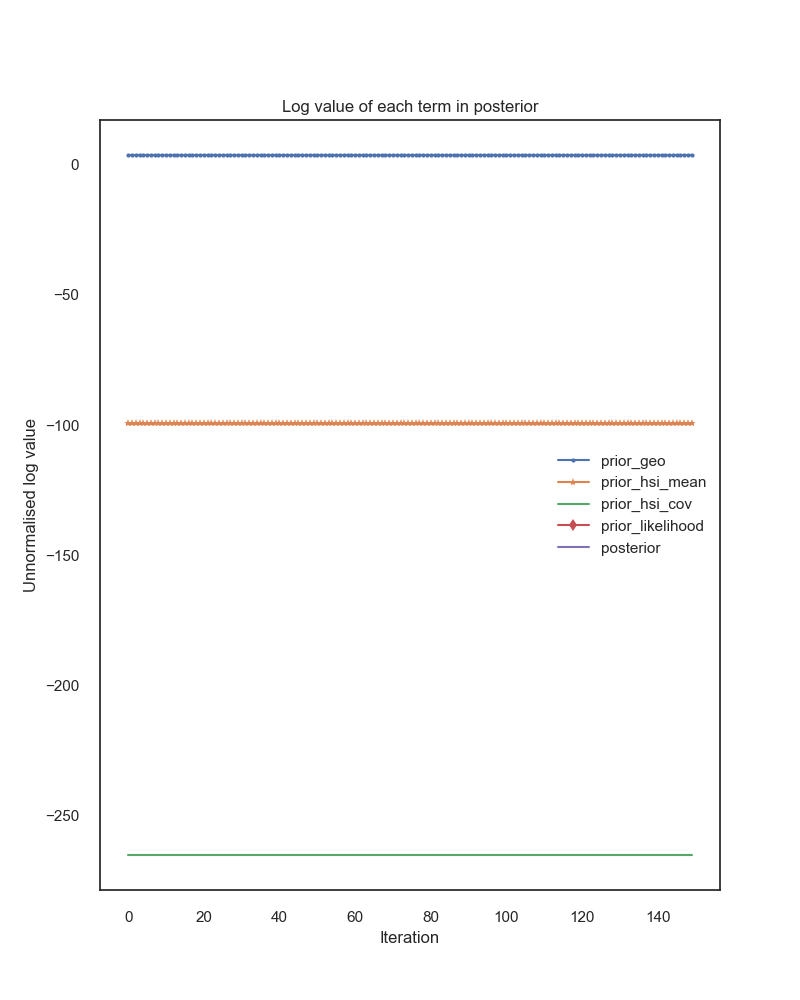 Log value of each term in posterior
Unnormalised log value
0
−50
−100
−150
−200
−250
prior_geo
prior_hsi_mean
prior_hsi_cov
prior_likelihood
posterior
0 20 40 60 80 100 120 140
Iteration